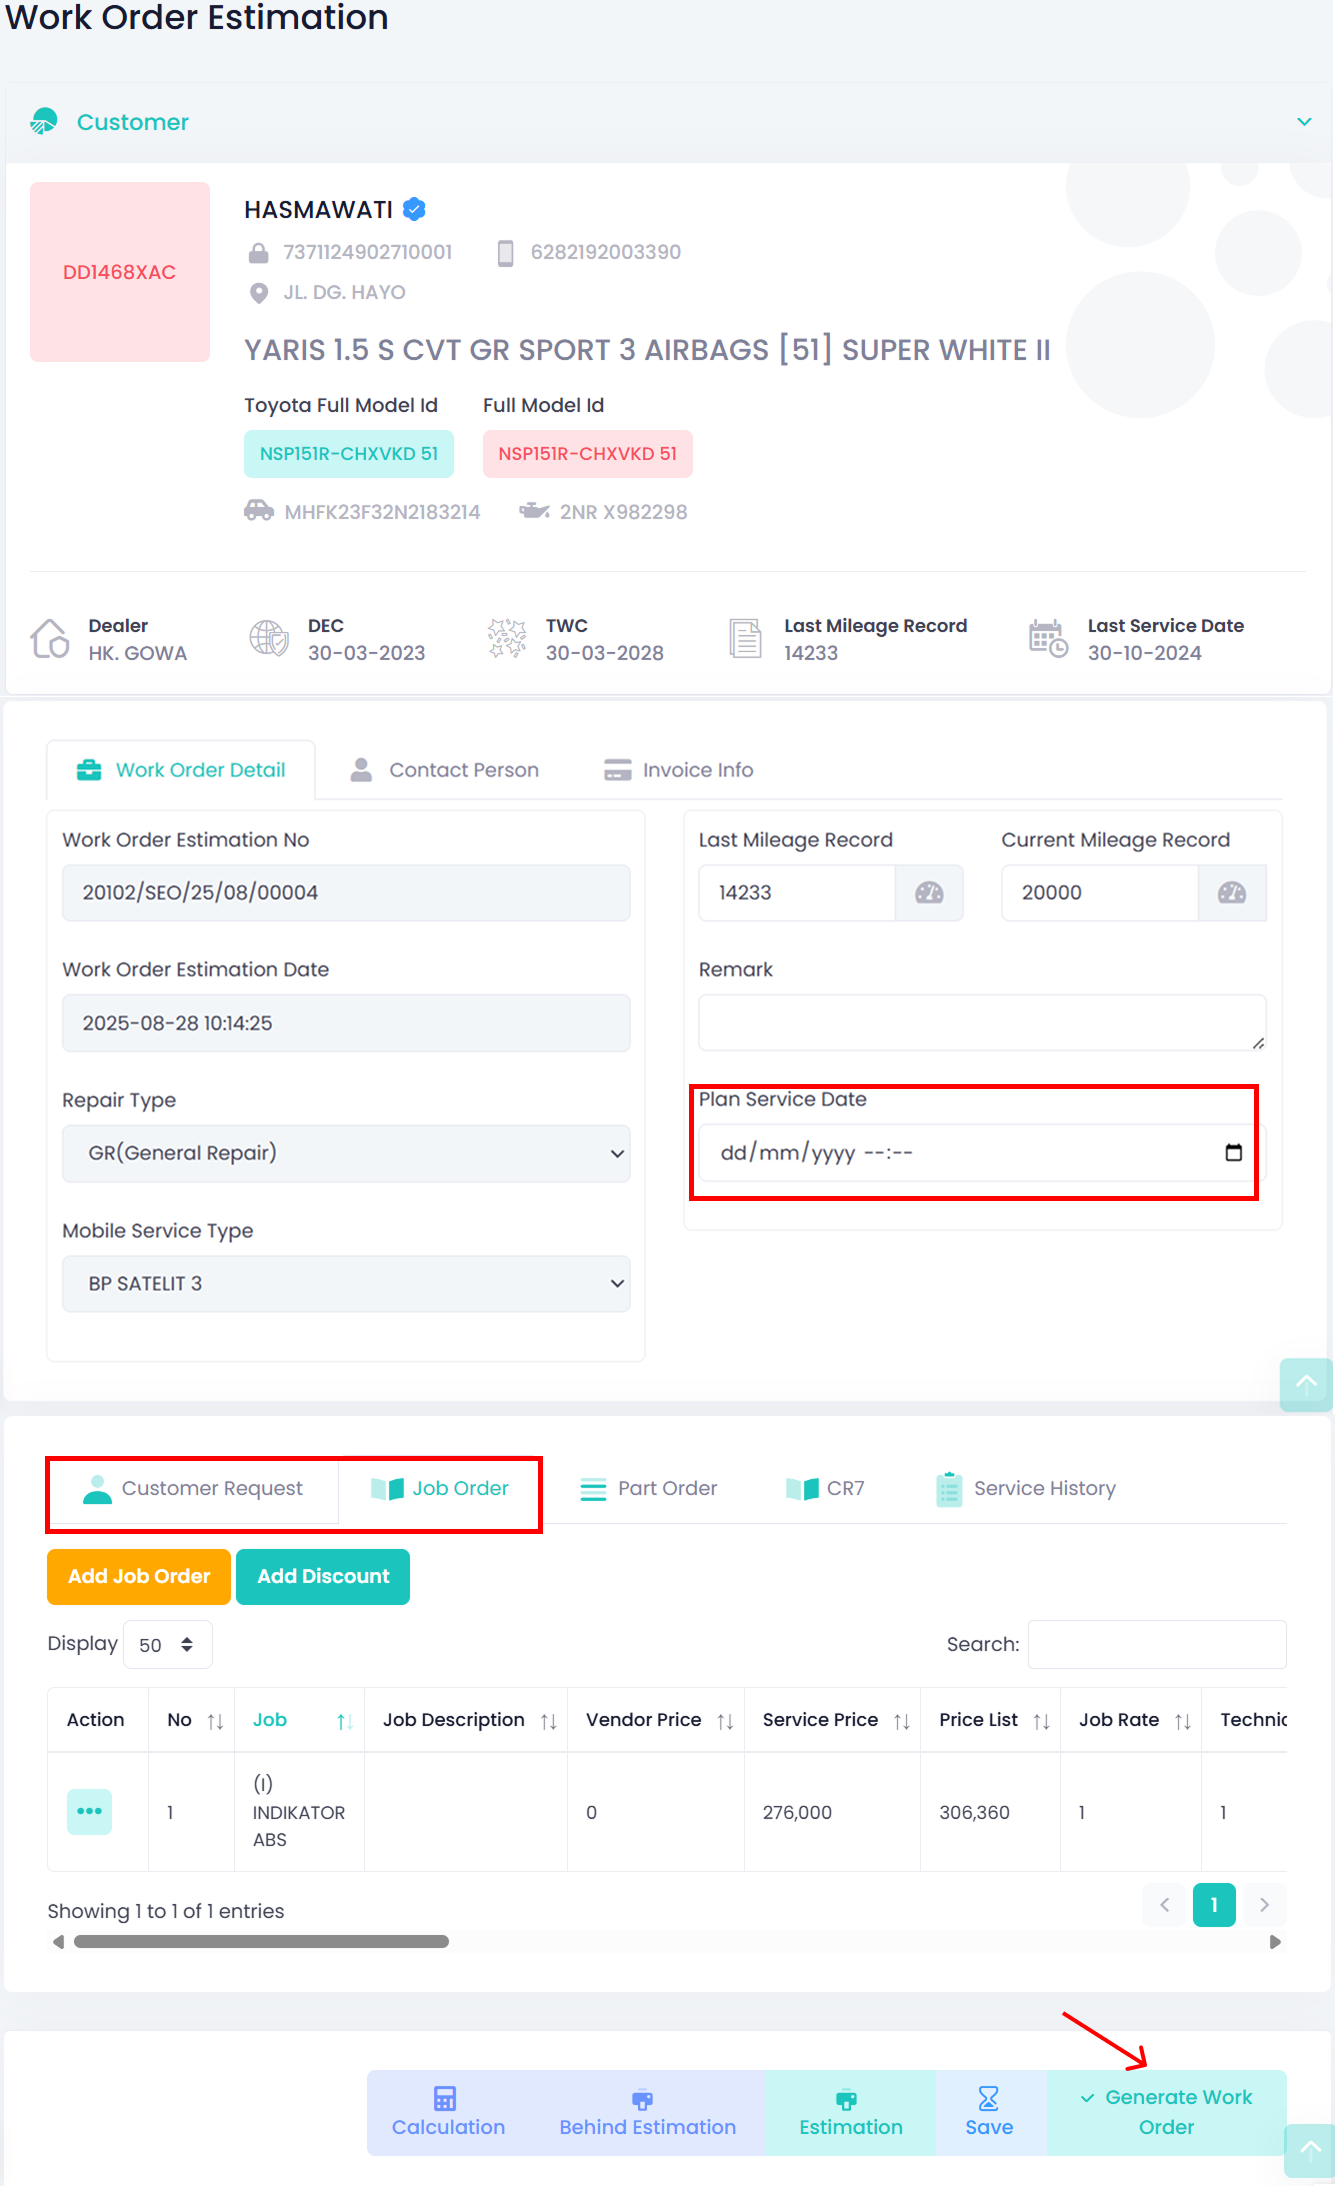 Work Order Estimation
Customer
DD1468XAC
HASMAWATI
7371124902710001 6282192003390
JL. DG. HAYO
YARIS 1.5 S CVT GR SPORT 3 AIRBAGS [51] SUPER WHITE II
Toyota Full Model Id Full Model Id
NSP151R-CHXVKD 51 NSP151R-CHXVKD 51
MHFK23F32N2183214 2NR X982298
Dealer DEC TWC Last Mileage Record Last Service Date
HK. GOWA 30-03-2023 30-03-2028 14233 30-10-2024
Work Order Detail Contact Person Invoice Info
Work Order Estimation No
20102/SEO/25/08/00004
Work Order Estimation Date
2025-08-28 10:14:25
Repair Type
GR(General Repair)
Mobile Service Type
BP SATELIT 3
Last Mileage Record Current Mileage Record
14233 20000
Remark
Plan Service Date
dd/mm/yyyy --:--
Customer Request Job Order Part Order CR7 Service History
Add Job Order Add Discount
Display 50 Search:
Action No Job Job Description Vendor Price Service Price Price List Job Rate Technic
1 (I) INDIKATOR ABS 0 276,000 306,360 1 1
Showing 1 to 1 of 1 entries
1
Calculation Behind Estimation Estimation Save Generate Work Order